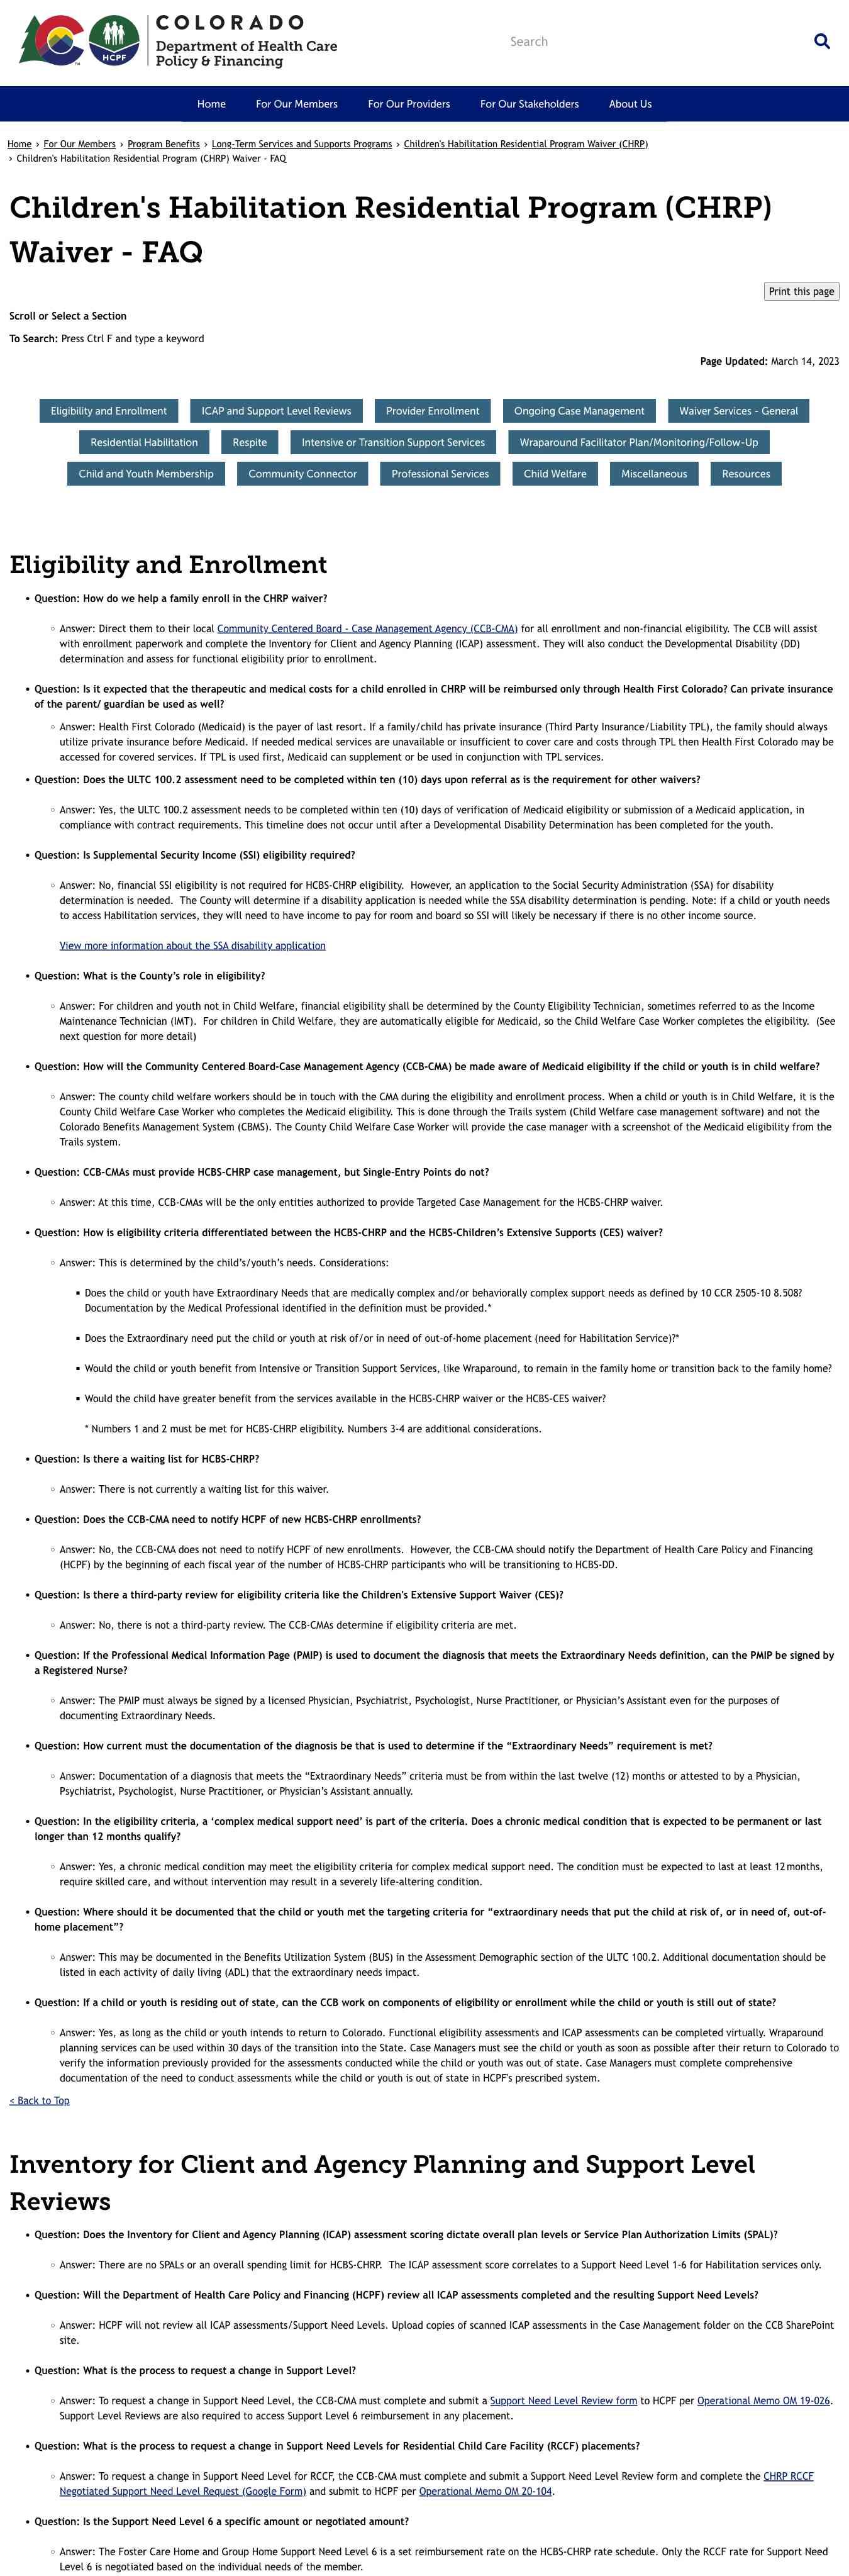 COLORADO
Department of Health Care
Policy & Financing
HCPF
TM
Search
Home
For Our Members
For Our Providers
For Our Stakeholders
About Us
Home › For Our Members › Program Benefits › Long-Term Services and Supports Programs › Children's Habilitation Residential Program Waiver (CHRP)
› Children's Habilitation Residential Program (CHRP) Waiver - FAQ
Children's Habilitation Residential Program (CHRP)
Waiver - FAQ
Print this page
Scroll or Select a Section
To Search: Press Ctrl F and type a keyword
Page Updated: March 14, 2023
Eligibility and Enrollment
ICAP and Support Level Reviews
Provider Enrollment
Ongoing Case Management
Waiver Services - General
Residential Habilitation
Respite
Intensive or Transition Support Services
Wraparound Facilitator Plan/Monitoring/Follow-Up
Child and Youth Membership
Community Connector
Professional Services
Child Welfare
Miscellaneous
Resources
Eligibility and Enrollment
• Question: How do we help a family enroll in the CHRP waiver?
◦ Answer: Direct them to their local Community Centered Board - Case Management Agency (CCB-CMA) for all enrollment and non-financial eligibility. The CCB will assist
with enrollment paperwork and complete the Inventory for Client and Agency Planning (ICAP) assessment. They will also conduct the Developmental Disability (DD)
determination and assess for functional eligibility prior to enrollment.
• Question: Is it expected that the therapeutic and medical costs for a child enrolled in CHRP will be reimbursed only through Health First Colorado? Can private insurance
of the parent/ guardian be used as well?
◦ Answer: Health First Colorado (Medicaid) is the payer of last resort. If a family/child has private insurance (Third Party Insurance/Liability TPL), the family should always
utilize private insurance before Medicaid. If needed medical services are unavailable or insufficient to cover care and costs through TPL then Health First Colorado may be
accessed for covered services. If TPL is used first, Medicaid can supplement or be used in conjunction with TPL services.
• Question: Does the ULTC 100.2 assessment need to be completed within ten (10) days upon referral as is the requirement for other waivers?
◦ Answer: Yes, the ULTC 100.2 assessment needs to be completed within ten (10) days of verification of Medicaid eligibility or submission of a Medicaid application, in
compliance with contract requirements. This timeline does not occur until after a Developmental Disability Determination has been completed for the youth.
• Question: Is Supplemental Security Income (SSI) eligibility required?
◦ Answer: No, financial SSI eligibility is not required for HCBS-CHRP eligibility. However, an application to the Social Security Administration (SSA) for disability
determination is needed. The County will determine if a disability application is needed while the SSA disability determination is pending. Note: if a child or youth needs
to access Habilitation services, they will need to have income to pay for room and board so SSI will likely be necessary if there is no other income source.
View more information about the SSA disability application
• Question: What is the County’s role in eligibility?
◦ Answer: For children and youth not in Child Welfare, financial eligibility shall be determined by the County Eligibility Technician, sometimes referred to as the Income
Maintenance Technician (IMT). For children in Child Welfare, they are automatically eligible for Medicaid, so the Child Welfare Case Worker completes the eligibility. (See
next question for more detail)
• Question: How will the Community Centered Board-Case Management Agency (CCB-CMA) be made aware of Medicaid eligibility if the child or youth is in child welfare?
◦ Answer: The county child welfare workers should be in touch with the CMA during the eligibility and enrollment process. When a child or youth is in Child Welfare, it is the
County Child Welfare Case Worker who completes the Medicaid eligibility. This is done through the Trails system (Child Welfare case management software) and not the
Colorado Benefits Management System (CBMS). The County Child Welfare Case Worker will provide the case manager with a screenshot of the Medicaid eligibility from the
Trails system.
• Question: CCB-CMAs must provide HCBS-CHRP case management, but Single-Entry Points do not?
◦ Answer: At this time, CCB-CMAs will be the only entities authorized to provide Targeted Case Management for the HCBS-CHRP waiver.
• Question: How is eligibility criteria differentiated between the HCBS-CHRP and the HCBS-Children’s Extensive Supports (CES) waiver?
◦ Answer: This is determined by the child’s/youth’s needs. Considerations:
▪ Does the child or youth have Extraordinary Needs that are medically complex and/or behaviorally complex support needs as defined by 10 CCR 2505-10 8.508?
Documentation by the Medical Professional identified in the definition must be provided.*
▪ Does the Extraordinary need put the child or youth at risk of/or in need of out-of-home placement (need for Habilitation Service)?*
▪ Would the child or youth benefit from Intensive or Transition Support Services, like Wraparound, to remain in the family home or transition back to the family home?
▪ Would the child have greater benefit from the services available in the HCBS-CHRP waiver or the HCBS-CES waiver?
* Numbers 1 and 2 must be met for HCBS-CHRP eligibility. Numbers 3-4 are additional considerations.
• Question: Is there a waiting list for HCBS-CHRP?
◦ Answer: There is not currently a waiting list for this waiver.
• Question: Does the CCB-CMA need to notify HCPF of new HCBS-CHRP enrollments?
◦ Answer: No, the CCB-CMA does not need to notify HCPF of new enrollments. However, the CCB-CMA should notify the Department of Health Care Policy and Financing
(HCPF) by the beginning of each fiscal year of the number of HCBS-CHRP participants who will be transitioning to HCBS-DD.
• Question: Is there a third-party review for eligibility criteria like the Children's Extensive Support Waiver (CES)?
◦ Answer: No, there is not a third-party review. The CCB-CMAs determine if eligibility criteria are met.
• Question: If the Professional Medical Information Page (PMIP) is used to document the diagnosis that meets the Extraordinary Needs definition, can the PMIP be signed by
a Registered Nurse?
◦ Answer: The PMIP must always be signed by a licensed Physician, Psychiatrist, Psychologist, Nurse Practitioner, or Physician’s Assistant even for the purposes of
documenting Extraordinary Needs.
• Question: How current must the documentation of the diagnosis be that is used to determine if the “Extraordinary Needs” requirement is met?
◦ Answer: Documentation of a diagnosis that meets the “Extraordinary Needs” criteria must be from within the last twelve (12) months or attested to by a Physician,
Psychiatrist, Psychologist, Nurse Practitioner, or Physician’s Assistant annually.
• Question: In the eligibility criteria, a ‘complex medical support need’ is part of the criteria. Does a chronic medical condition that is expected to be permanent or last
longer than 12 months qualify?
◦ Answer: Yes, a chronic medical condition may meet the eligibility criteria for complex medical support need. The condition must be expected to last at least 12 months,
require skilled care, and without intervention may result in a severely life-altering condition.
• Question: Where should it be documented that the child or youth met the targeting criteria for “extraordinary needs that put the child at risk of, or in need of, out-of-
home placement”?
◦ Answer: This may be documented in the Benefits Utilization System (BUS) in the Assessment Demographic section of the ULTC 100.2. Additional documentation should be
listed in each activity of daily living (ADL) that the extraordinary needs impact.
• Question: If a child or youth is residing out of state, can the CCB work on components of eligibility or enrollment while the child or youth is still out of state?
◦ Answer: Yes, as long as the child or youth intends to return to Colorado. Functional eligibility assessments and ICAP assessments can be completed virtually. Wraparound
planning services can be used within 30 days of the transition into the State. Case Managers must see the child or youth as soon as possible after their return to Colorado to
verify the information previously provided for the assessments conducted while the child or youth was out of state. Case Managers must complete comprehensive
documentation of the need to conduct assessments while the child or youth is out of state in HCPF's prescribed system.
< Back to Top
Inventory for Client and Agency Planning and Support Level
Reviews
• Question: Does the Inventory for Client and Agency Planning (ICAP) assessment scoring dictate overall plan levels or Service Plan Authorization Limits (SPAL)?
◦ Answer: There are no SPALs or an overall spending limit for HCBS-CHRP. The ICAP assessment score correlates to a Support Need Level 1-6 for Habilitation services only.
• Question: Will the Department of Health Care Policy and Financing (HCPF) review all ICAP assessments completed and the resulting Support Need Levels?
◦ Answer: HCPF will not review all ICAP assessments/Support Need Levels. Upload copies of scanned ICAP assessments in the Case Management folder on the CCB SharePoint
site.
• Question: What is the process to request a change in Support Level?
◦ Answer: To request a change in Support Need Level, the CCB-CMA must complete and submit a Support Need Level Review form to HCPF per Operational Memo OM 19-026.
Support Level Reviews are also required to access Support Level 6 reimbursement in any placement.
• Question: What is the process to request a change in Support Need Levels for Residential Child Care Facility (RCCF) placements?
◦ Answer: To request a change in Support Need Level for RCCF, the CCB-CMA must complete and submit a Support Need Level Review form and complete the CHRP RCCF
Negotiated Support Need Level Request (Google Form) and submit to HCPF per Operational Memo OM 20-104.
• Question: Is the Support Need Level 6 a specific amount or negotiated amount?
◦ Answer: The Foster Care Home and Group Home Support Need Level 6 is a set reimbursement rate on the HCBS-CHRP rate schedule. Only the RCCF rate for Support Need
Level 6 is negotiated based on the individual needs of the member.